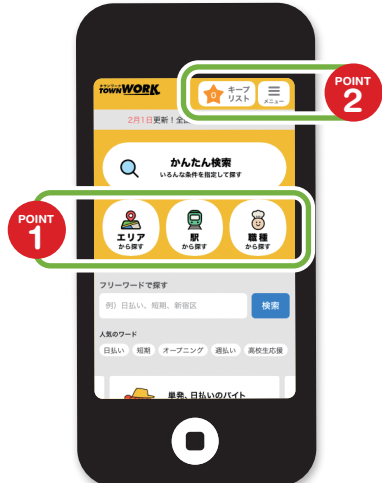 タウンワーク
TOWNWORK
0
キープ
リスト
メニュー
POINT
2
2月1日更新！全
かんたん検索
いろんな条件を指定して探す
POINT
1
エリア
から探す
駅
から探す
職種
から探す
フリーワードで探す
例）日払い、短期、新宿区
検索
人気のワード
日払い 短期 オープニング 週払い 高校生応援
単発、日払いのバイト